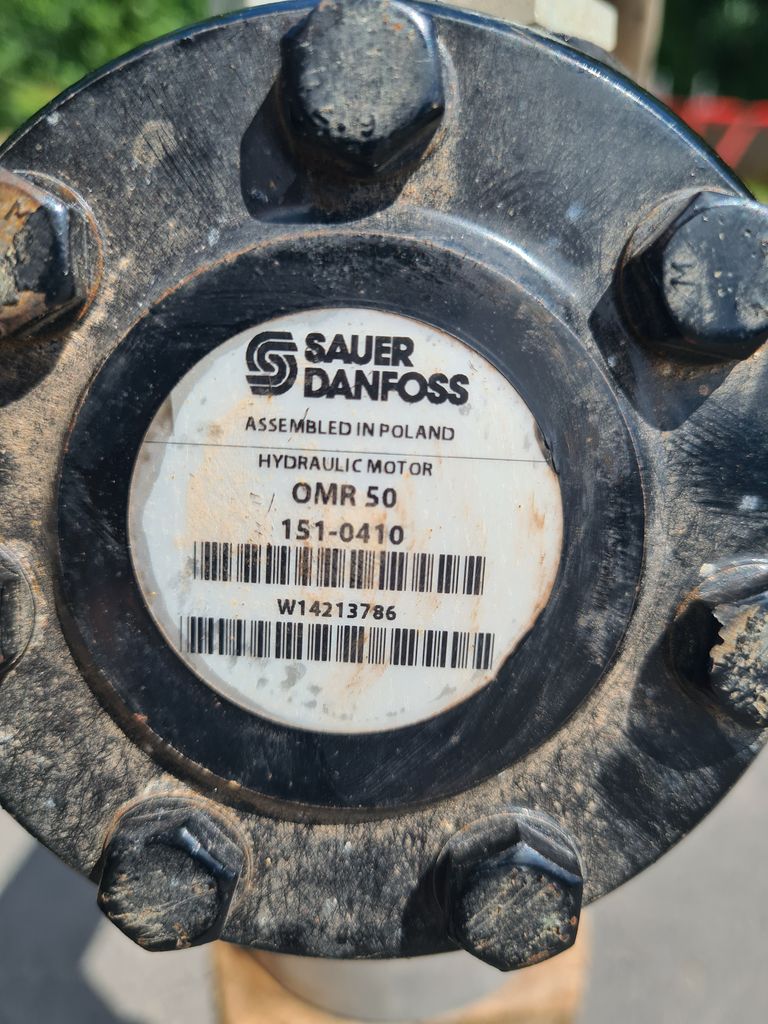 SAUER
DANFOSS
ASSEMBLED IN POLAND
HYDRAULIC MOTOR
OMR 50
151-0410
W14213786
M
M